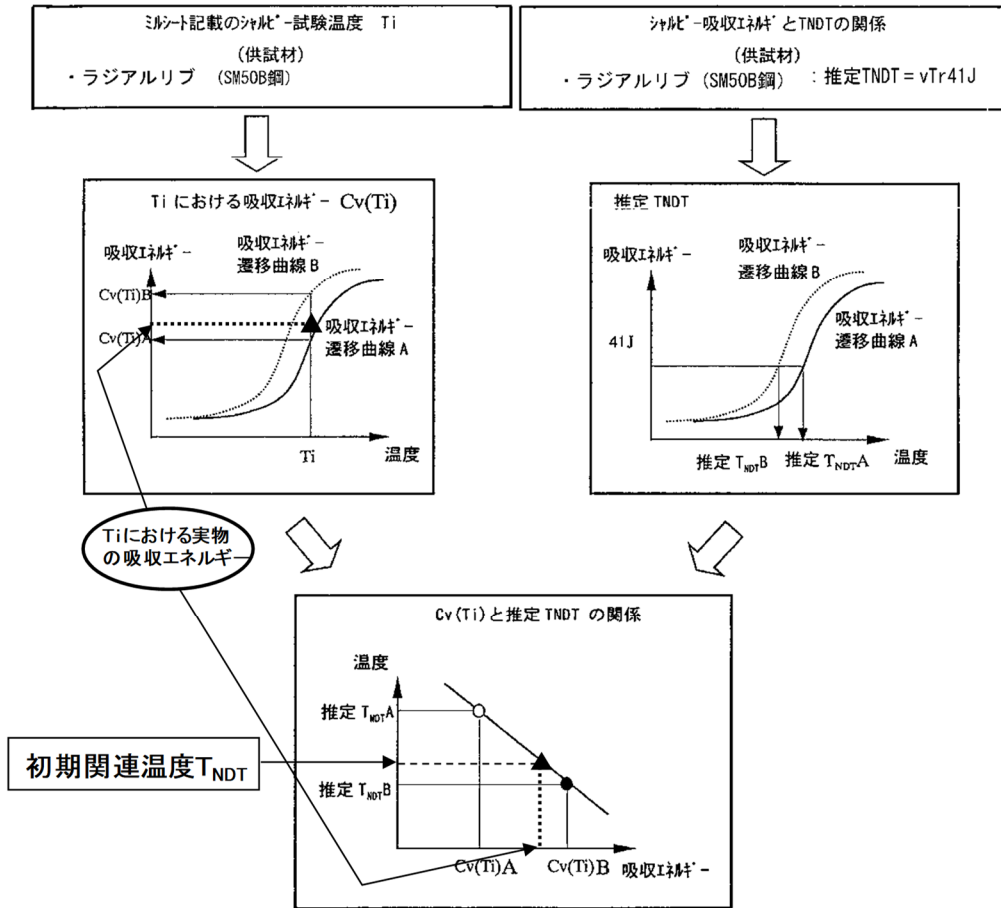 ﾐﾙｼｰﾄ記載のｼｬﾙﾋﾟｰ試験温度 Ti
(供試材)
・ラジアルリブ (SM50B鋼)
ｼｬﾙﾋﾟｰ吸収ｴﾈﾙｷﾞとTNDTの関係
(供試材)
・ラジアルリブ (SM50B鋼) :推定TNDT=vTr41J
Tiにおける吸収ｴﾈﾙｷﾞｰ Cv(Ti)
吸収ｴﾈﾙｷﾞｰ
吸収ｴﾈﾙｷﾞｰ
遷移曲線B
Cv(Ti)B
吸収ｴﾈﾙｷﾞｰ
遷移曲線A
Cv(Ti)A
Ti
温度
推定 TNDT
吸収ｴﾈﾙｷﾞｰ
吸収ｴﾈﾙｷﾞｰ
遷移曲線B
吸収ｴﾈﾙｷﾞｰ
遷移曲線A
41J
推定 TNDTB 推定 TNDTA 温度
Tiにおける実物
の吸収エネルギー
Cv(Ti)と推定TNDT の関係
温度
推定 TNDTA
初期関連温度TNDT
推定 TNDTB
Cv(Ti)A Cv(Ti)B 吸収ｴﾈﾙｷﾞｰ